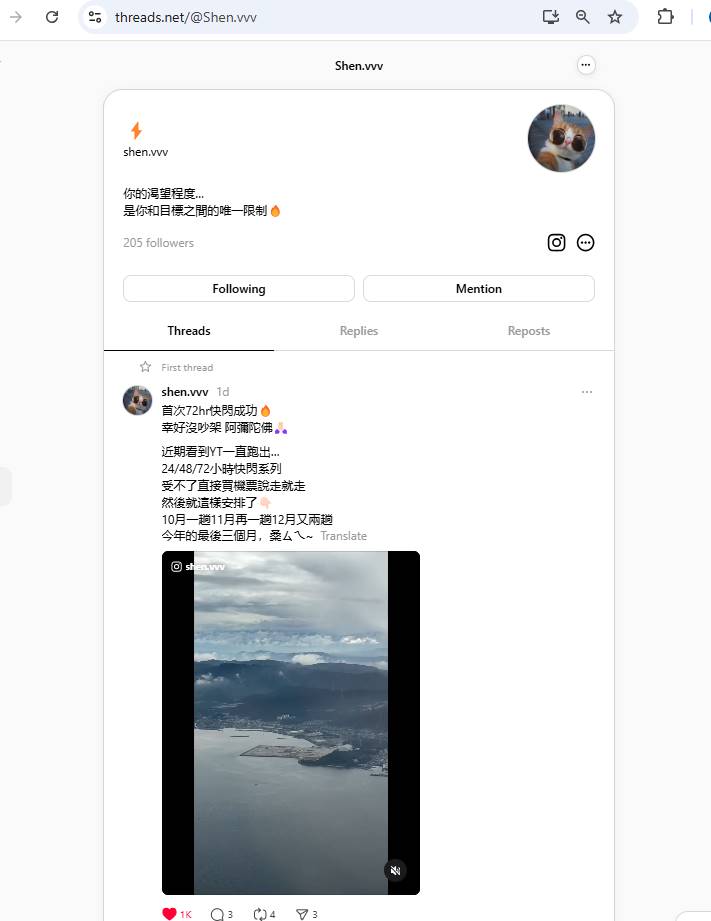 threads.net/@Shen.vvv
Shen.vvv
shen.vvv
你的渴望程度...
是你和目標之間的唯一限制🔥
205 followers
Following
Mention
Threads
Replies
Reposts
First thread
shen.vvv 1d
首次72hr快閃成功🔥
幸好沒吵架 阿彌陀佛🙏🏻
近期看到YT一直跑出...
24/48/72小時快閃系列
受不了直接買機票說走就走
然後就這樣安排了👇🏻
10月一趟11月再一趟12月又兩趟
今年的最後三個月，桑ㄙㄟ~ Translate
shen.vvv
1K 3 4 3